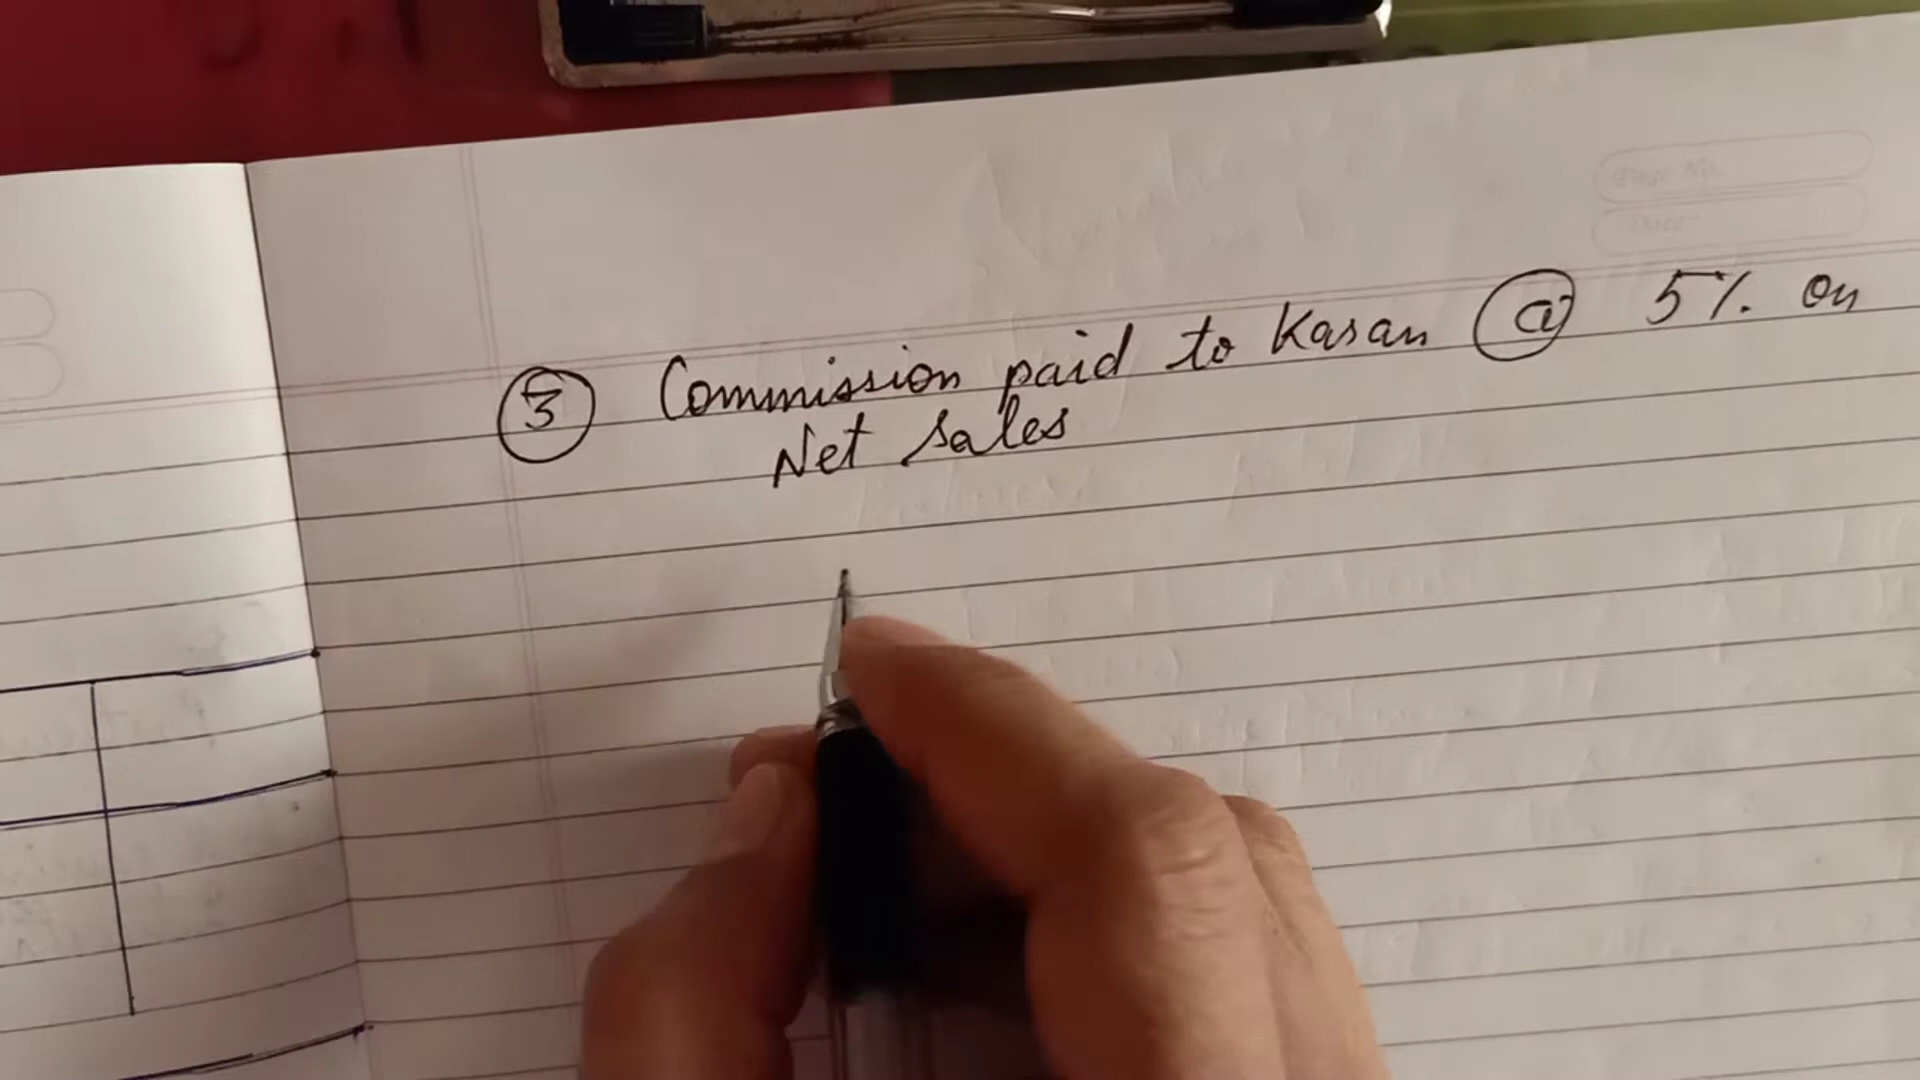 ③ Commission paid to Kasan @ 5% on
Net sales